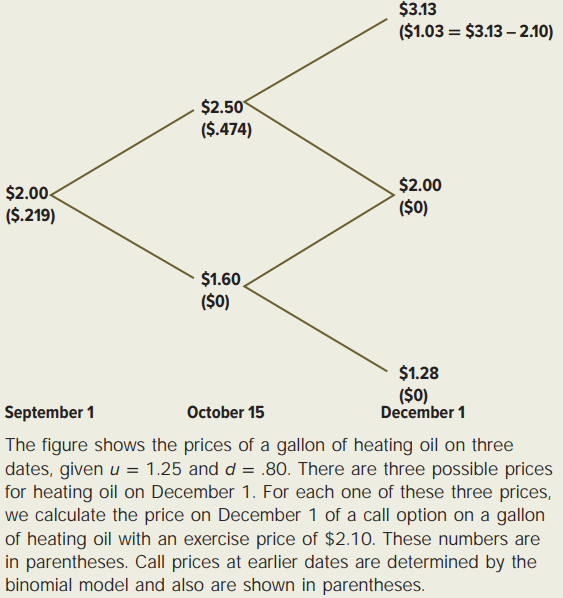 $3.13
($1.03 = $3.13 – 2.10)
$2.50
($.474)
$2.00
($.219)
$2.00
($0)
$1.60
($0)
$1.28
($0)
September 1 October 15 December 1
The figure shows the prices of a gallon of heating oil on three
dates, given u = 1.25 and d = .80. There are three possible prices
for heating oil on December 1. For each one of these three prices,
we calculate the price on December 1 of a call option on a gallon
of heating oil with an exercise price of $2.10. These numbers are
in parentheses. Call prices at earlier dates are determined by the
binomial model and also are shown in parentheses.